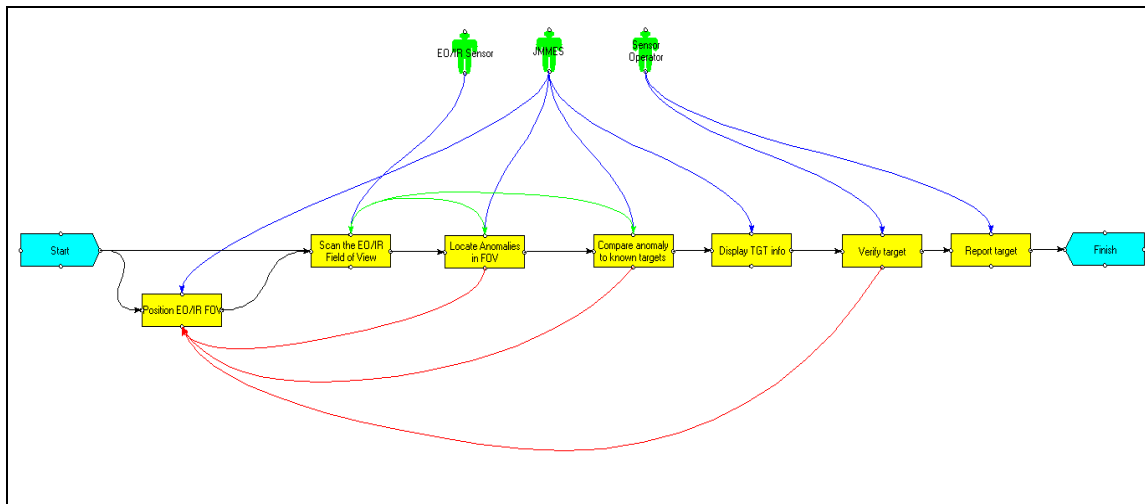 EO/IR Sensor
JMMES
Sensor
Operator
Start
Scan the EO/IR
Field of View
Locate Anomalies
in FOV
Compare anomaly
to known targets
Display TGT info
Verify target
Report target
Finish
Position EO/IR FOV